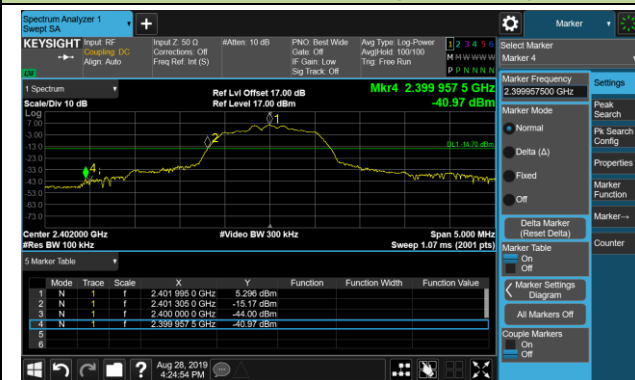 Spectrum Analyzer 1
Swept SA
+
Marker
KEYSIGHT
Input: RF
Coupling: DC
Align: Auto
Input Z: 50 Ω
Corrections: Off
Freq Ref: Int (S)
#Atten: 10 dB
PNO: Best Wide
Gate: Off
IF Gain: Low
Sig Track: Off
Avg Type: Log-Power
Avg|Hold: 100/100
Trig: Free Run
1 2 3 4 5 6
M M W W W W
P P N N N N
LXI
Select Marker
Marker 4
Marker Frequency
2.399957500 GHz
Marker Mode
Normal
Delta (Δ)
Fixed
Off
Delta Marker
(Reset Delta)
Marker Table
On
Off
Marker Settings
Diagram
All Markers Off
Couple Markers
On
Off
Settings
Peak
Search
Pk Search
Config
Properties
Marker
Function
Marker→
Counter
1 Spectrum
Scale/Div 10 dB
Log
Ref Lvl Offset 17.00 dB
Ref Level 17.00 dBm
Mkr4 2.399 957 5 GHz
-40.97 dBm
7.00
-3.00
-13.0
-23.0
-33.0
-43.0
-53.0
-63.0
-73.0
1
2
4
DL1 -14.70 dBm
Center 2.402000 GHz
#Res BW 100 kHz
#Video BW 300 kHz
Span 5.000 MHz
Sweep 1.07 ms (2001 pts)
5 Marker Table
Mode Trace Scale X Y Function Function Width Function Value
1 N 1 f 2.401 995 0 GHz 5.296 dBm
2 N 1 f 2.401 305 0 GHz -15.17 dBm
3 N 1 f 2.400 000 0 GHz -44.00 dBm
4 N 1 f 2.399 957 5 GHz -40.97 dBm
5
6
?
Aug 28, 2019
4:24:54 PM